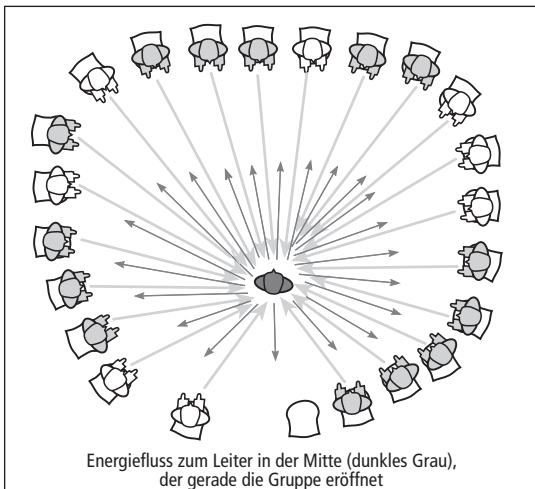 Energiefluss zum Leiter in der Mitte (dunkles Grau),
der gerade die Gruppe eröffnet